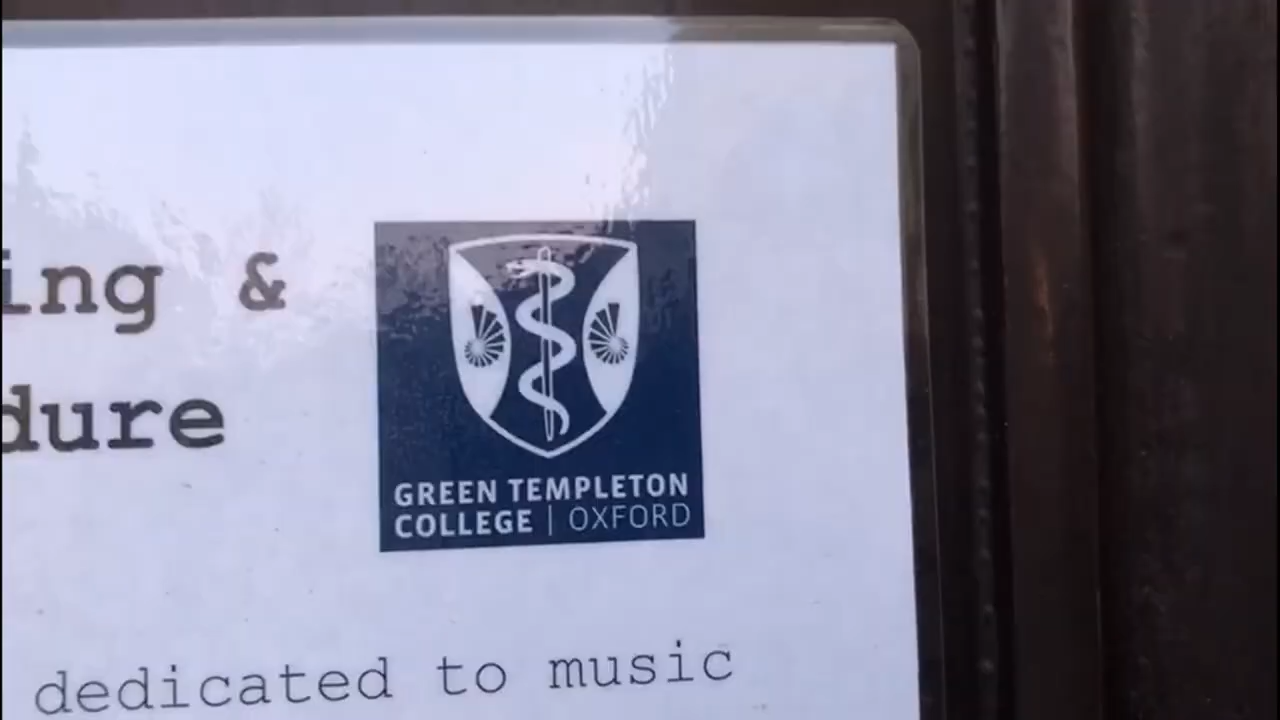 ing &
dure
GREEN TEMPLETON
COLLEGE | OXFORD
dedicated to music